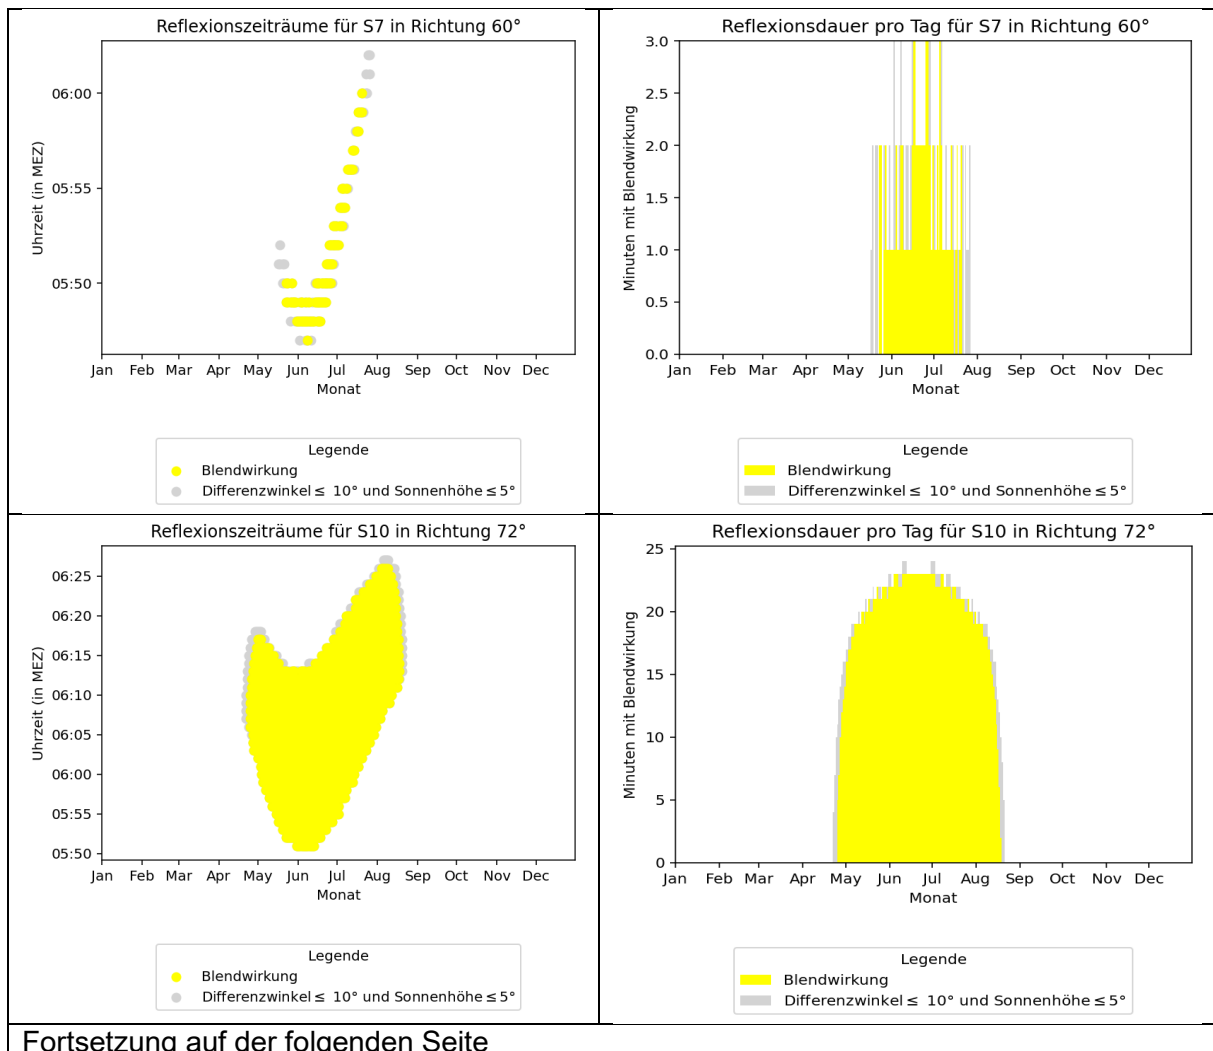 Reflexionszeiträume für S7 in Richtung 60°
Uhrzeit (in MEZ)
06:00
05:55
05:50
Jan Feb Mar Apr May Jun Jul Aug Sep Oct Nov Dec
Monat
Legende
Blendwirkung
Differenzwinkel≤ 10° und Sonnenhöhe≤5°
Reflexionsdauer pro Tag für S7 in Richtung 60°
Minuten mit Blendwirkung
3.0
2.5
2.0
1.5
1.0
0.5
0.0
Jan Feb Mar Apr May Jun Jul Aug Sep Oct Nov Dec
Monat
Legende
Blendwirkung
Differenzwinkel≤ 10° und Sonnenhöhe≤5°
Reflexionszeiträume für S10 in Richtung 72°
Uhrzeit (in MEZ)
06:25
06:20
06:15
06:10
06:05
06:00
05:55
05:50
Jan Feb Mar Apr May Jun Jul Aug Sep Oct Nov Dec
Monat
Legende
Blendwirkung
Differenzwinkel≤ 10° und Sonnenhöhe≤5°
Reflexionsdauer pro Tag für S10 in Richtung 72°
Minuten mit Blendwirkung
25
20
15
10
5
0
Jan Feb Mar Apr May Jun Jul Aug Sep Oct Nov Dec
Monat
Legende
Blendwirkung
Differenzwinkel≤ 10° und Sonnenhöhe≤5°
Fortsetzung auf der folgenden Seite